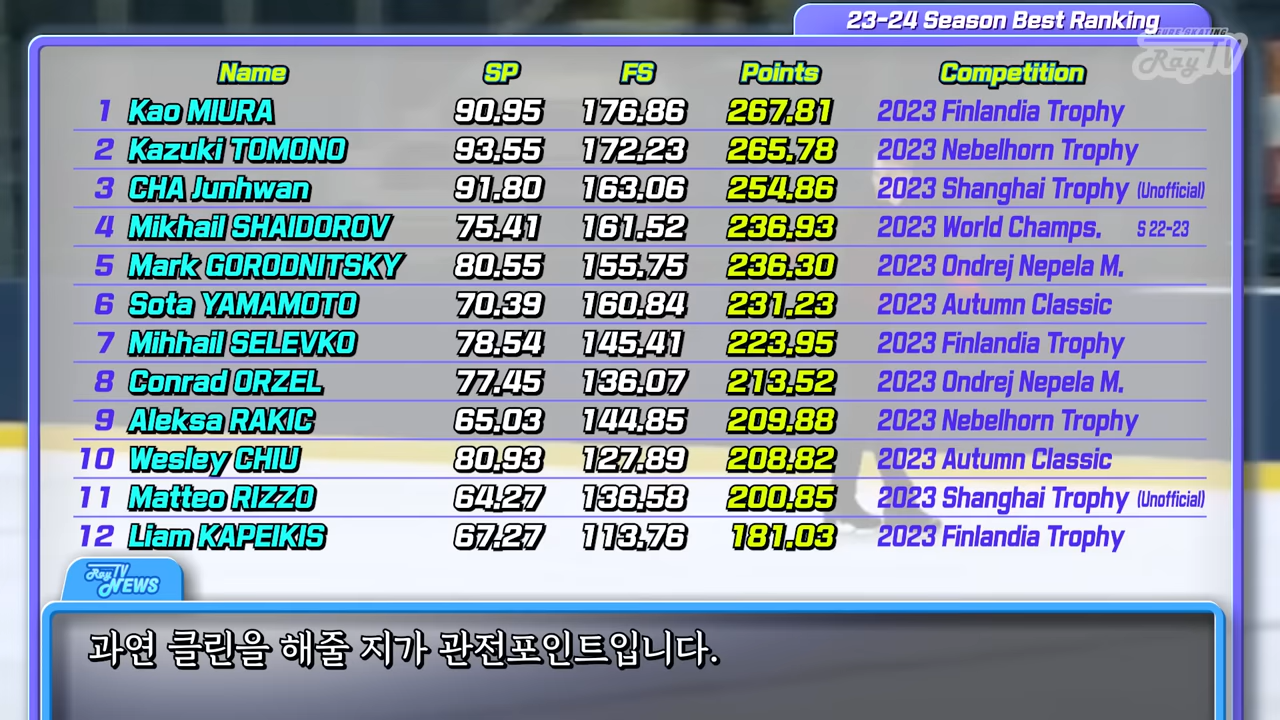 23-24 Season Best Ranking
FIGURE SKATING
RayTV
Name SP FS Points Competition
1 Kao MIURA 90.95 176.86 267.81 2023 Finlandia Trophy
2 Kazuki TOMONO 93.55 172.23 265.78 2023 Nebelhorn Trophy
3 CHA Junhwan 91.80 163.06 254.86 2023 Shanghai Trophy (Unofficial)
4 Mikhail SHAIDOROV 75.41 161.52 236.93 2023 World Champs. S 22-23
5 Mark GORODNITSKY 80.55 155.75 236.30 2023 Ondrej Nepela M.
6 Sota YAMAMOTO 70.39 160.84 231.23 2023 Autumn Classic
7 Mihhail SELEVKO 78.54 145.41 223.95 2023 Finlandia Trophy
8 Conrad ORZEL 77.45 136.07 213.52 2023 Ondrej Nepela M.
9 Aleksa RAKIC 65.03 144.85 209.88 2023 Nebelhorn Trophy
10 Wesley CHIU 80.93 127.89 208.82 2023 Autumn Classic
11 Matteo RIZZO 64.27 136.58 200.85 2023 Shanghai Trophy (Unofficial)
12 Liam KAPEIKIS 67.27 113.76 181.03 2023 Finlandia Trophy
RayTV
NEWS
과연 클린을 해줄 지가 관전포인트입니다.